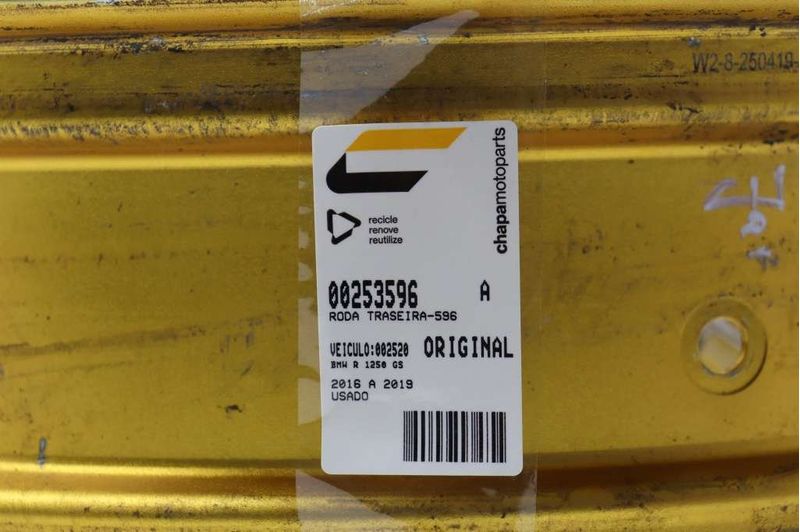 W2-8-250419-
chapamotoparts
recicle
renove
reutilize
00253596 A
RODA TRASEIRA-596
VEICULO:002520 ORIGINAL
BMW R 1250 GS
2016 A 2019
USADO